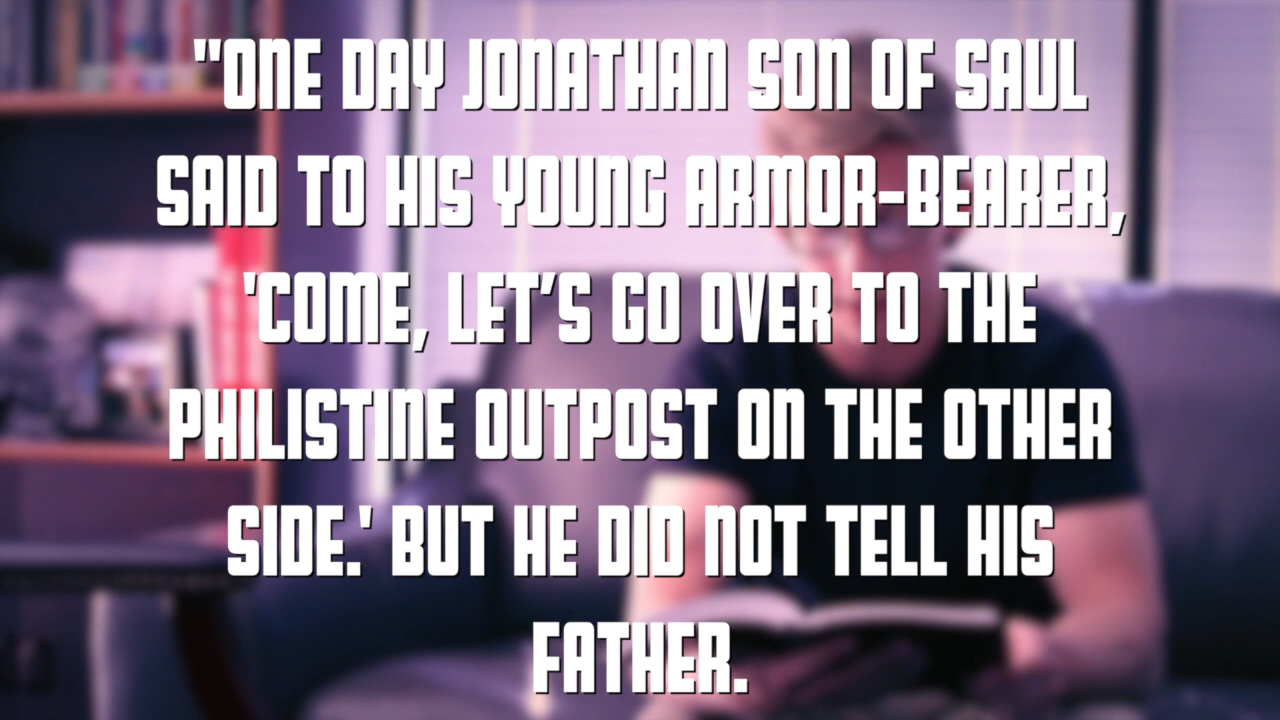 "ONE DAY JONATHAN SON OF SAUL
SAID TO HIS YOUNG ARMOR-BEARER,
'COME, LET'S GO OVER TO THE
PHILISTINE OUTPOST ON THE OTHER
SIDE.' BUT HE DID NOT TELL HIS
FATHER.